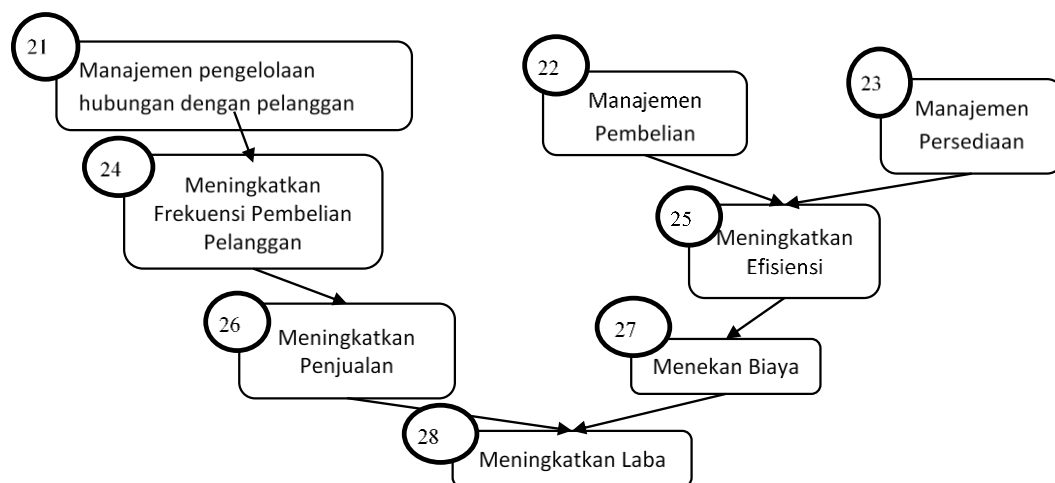 21
Manajemen pengelolaan
hubungan dengan pelanggan
22
Manajemen
Pembelian
23
Manajemen
Persediaan
24
Meningkatkan
Frekuensi Pembelian
Pelanggan
25
Meningkatkan
Efisiensi
26
Meningkatkan
Penjualan
27
Menekan Biaya
28
Meningkatkan Laba